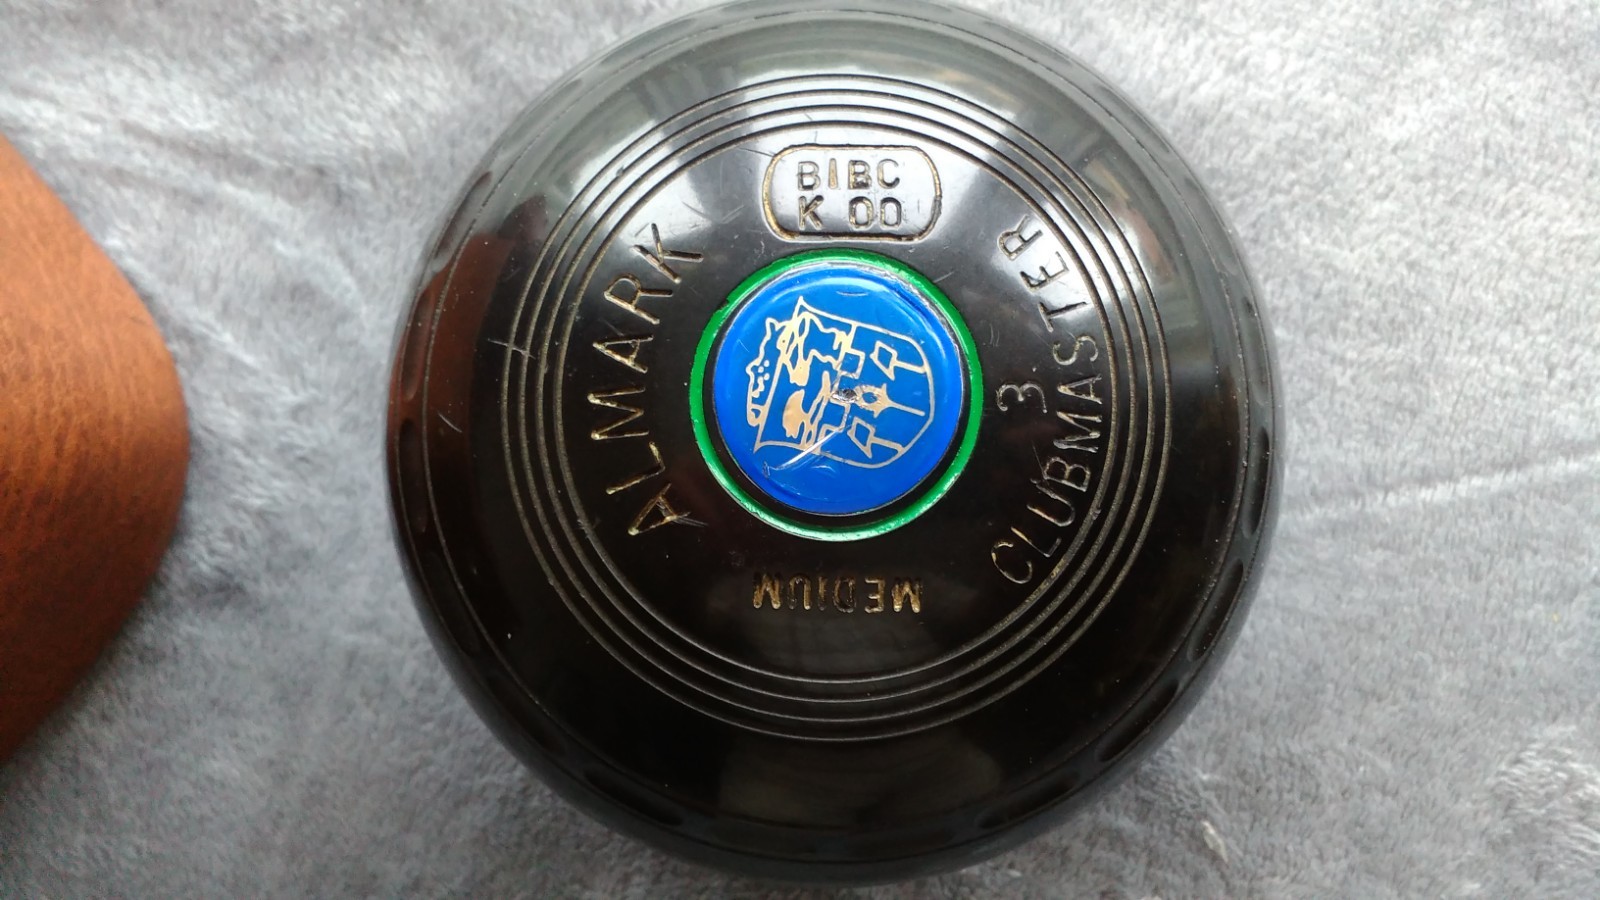 BIBC
K 00
ALMARK
3
CLUBMASTER
MEDIUM